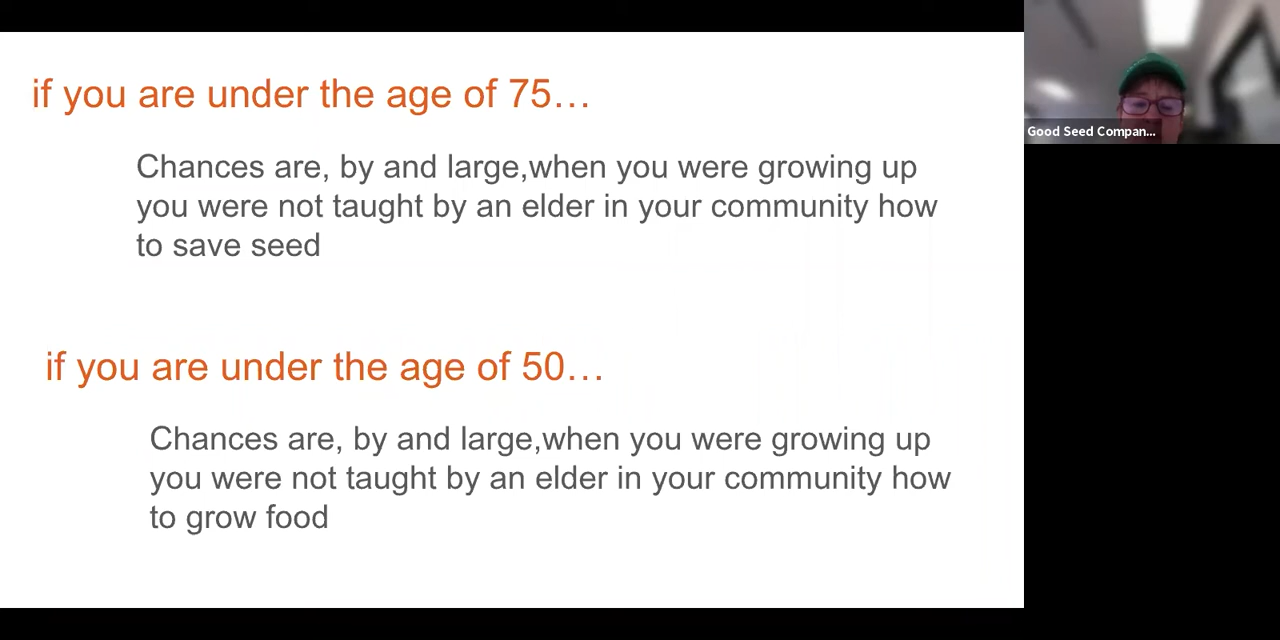 if you are under the age of 75…
Chances are, by and large,when you were growing up
you were not taught by an elder in your community how
to save seed
if you are under the age of 50…
Chances are, by and large,when you were growing up
you were not taught by an elder in your community how
to grow food
Good Seed Compan...